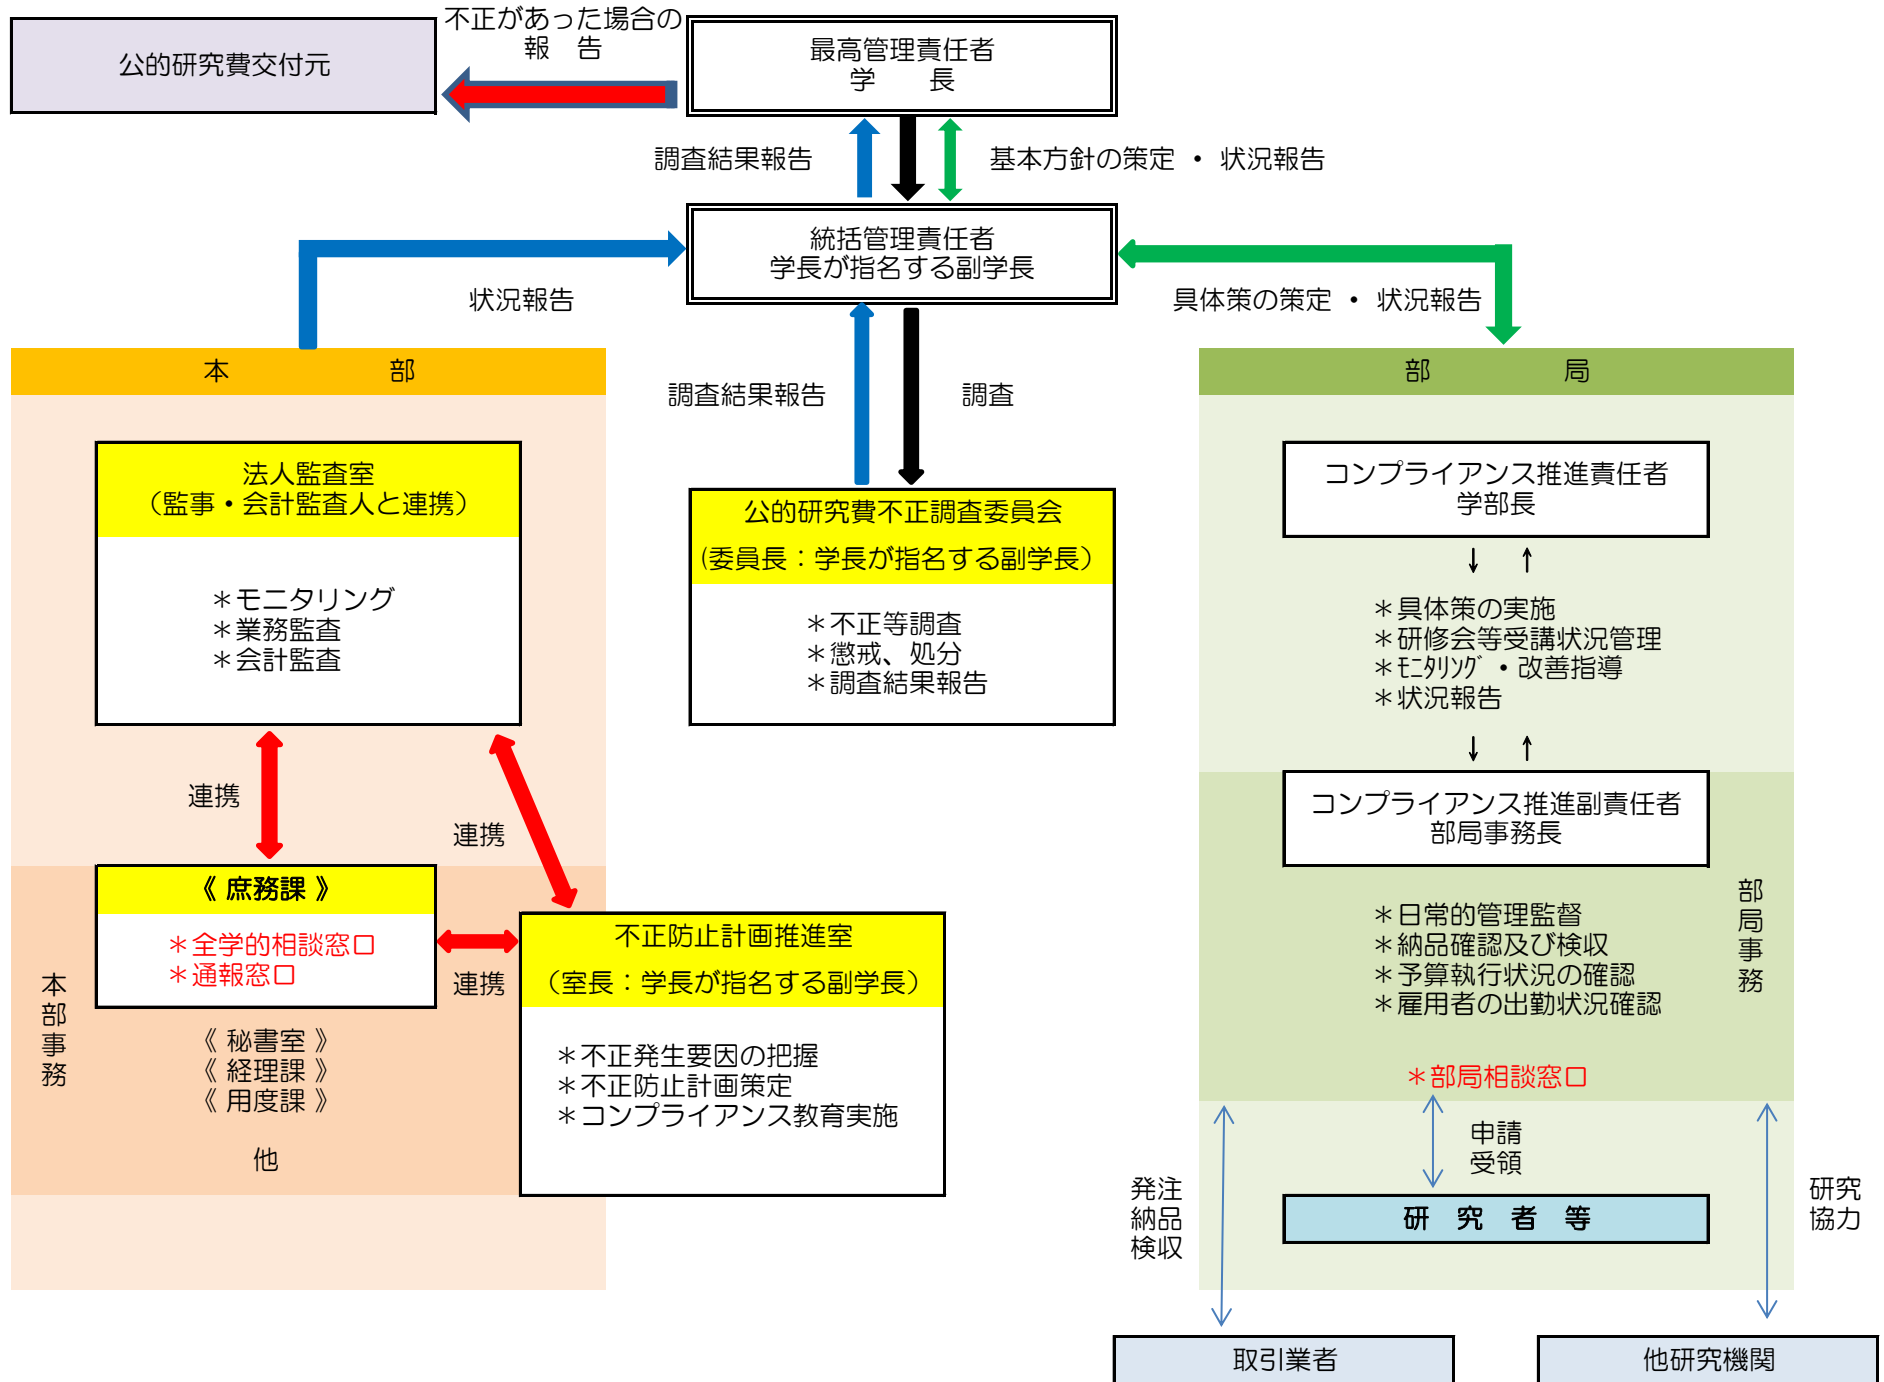 不正があった場合の
報　告
公的研究費交付元
最高管理責任者
学　　長
調査結果報告
基本方針の策定 ・ 状況報告
統括管理責任者
学長が指名する副学長
状況報告
具体策の策定 ・ 状況報告
本　　　　　部
調査結果報告
調査
部　　　　　局
法人監査室
（監事・会計監査人と連携）
＊モニタリング
＊業務監査
＊会計監査
公的研究費不正調査委員会
(委員長：学長が指名する副学長）
＊不正等調査
＊懲戒、処分
＊調査結果報告
コンプライアンス推進責任者
学部長
↓　↑
＊具体策の実施
＊研修会等受講状況管理
＊ﾓﾆﾀﾘﾝｸﾞ・改善指導
＊状況報告
↓　↑
連携
連携
コンプライアンス推進副責任者
部局事務長
部局事務
＊日常的管理監督
＊納品確認及び検収
＊予算執行状況の確認
＊雇用者の出勤状況確認
＊部局相談窓口
本部事務
《 庶務課 》
＊全学的相談窓口
＊通報窓口
連携
《 秘書室 》
《 経理課 》
《 用度課 》
他
不正防止計画推進室
（室長：学長が指名する副学長）
＊不正発生要因の把握
＊不正防止計画策定
＊コンプライアンス教育実施
申請
受領
発注
納品
検収
研究
協力
研　究　者　等
取引業者
他研究機関